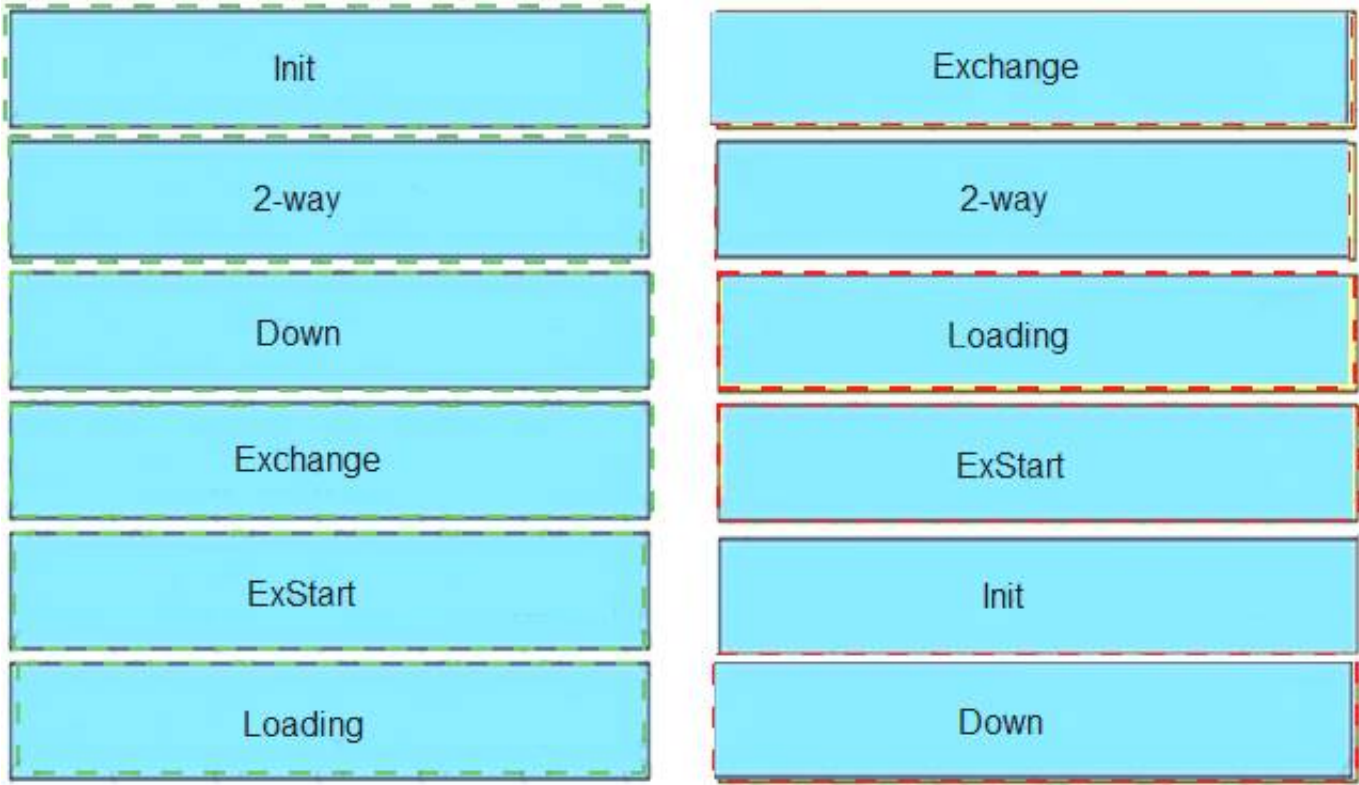 Init
2-way
Down
Exchange
ExStart
Loading
Exchange
2-way
Loading
ExStart
Init
Down